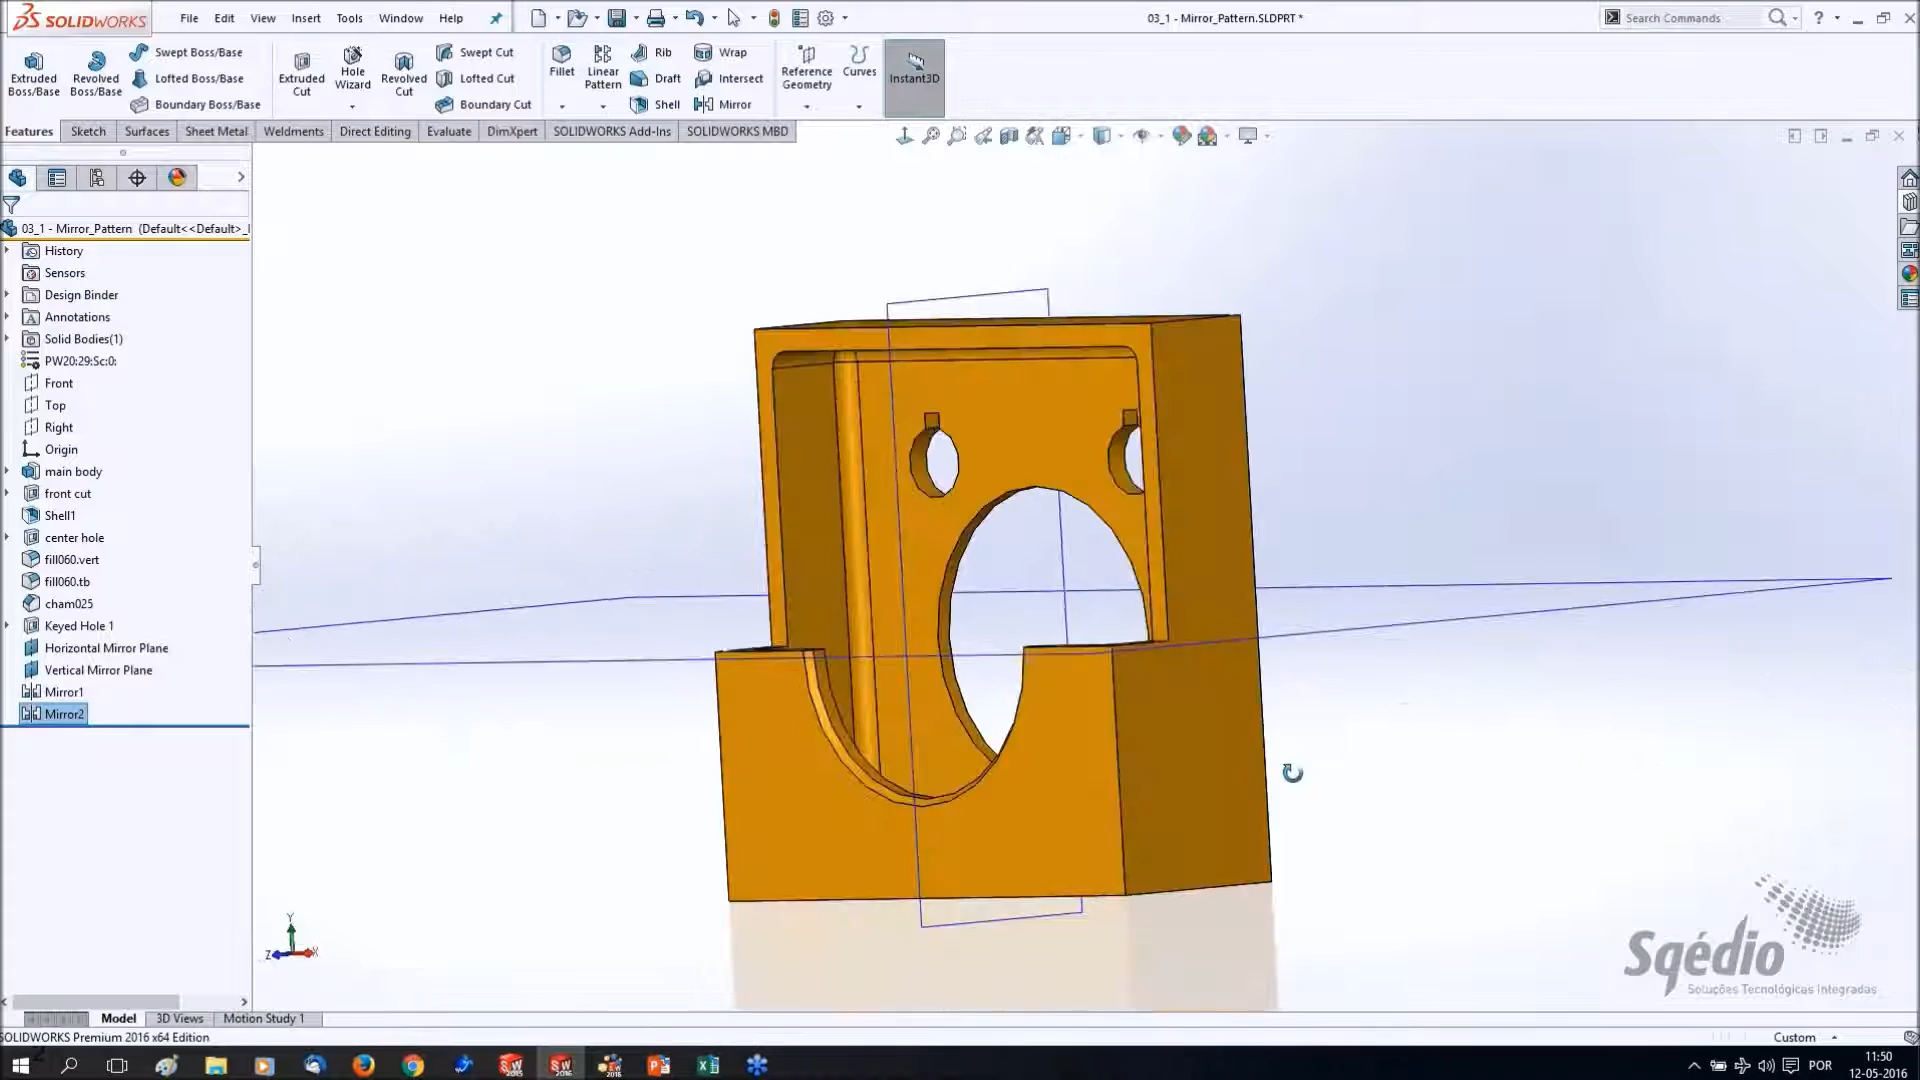 SOLIDWORKS File Edit View Insert Tools Window Help 03_1 - Mirror_Pattern.SLDPRT * Search Commands ?
Extruded Boss/Base
Revolved Boss/Base
Swept Boss/Base
Lofted Boss/Base
Boundary Boss/Base
Extruded Cut
Hole Wizard
Revolved Cut
Swept Cut
Lofted Cut
Boundary Cut
Fillet
Linear Pattern
Rib
Draft
Shell
Wrap
Intersect
Mirror
Reference Geometry
Curves
Instant3D
Features Sketch Surfaces Sheet Metal Weldments Direct Editing Evaluate DimXpert SOLIDWORKS Add-Ins SOLIDWORKS MBD
03_1 - Mirror_Pattern (Default<<Default>_
History
Sensors
Design Binder
Annotations
Solid Bodies(1)
PW20:29:Sc:0:
Front
Top
Right
Origin
main body
front cut
Shell1
center hole
fill060.vert
fill060.tb
cham025
Keyed Hole 1
Horizontal Mirror Plane
Vertical Mirror Plane
Mirror1
Mirror2
Y
Z X
Sqédio
Soluções Tecnológicas Integradas
Model 3D Views Motion Study 1
SOLIDWORKS Premium 2016 x64 Edition Custom
POR 11:50
12-05-2016